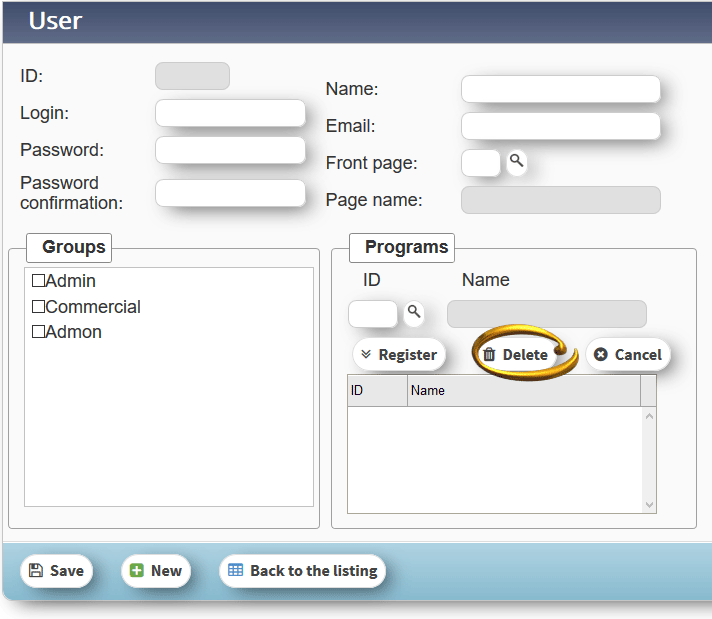 User
ID:
Login:
Password:
Password
confirmation:
Name:
Email:
Front page:
Page name:
Groups
Admin
Commercial
Admon
Programs
ID Name
Register Delete Cancel
ID Name
Save New Back to the listing